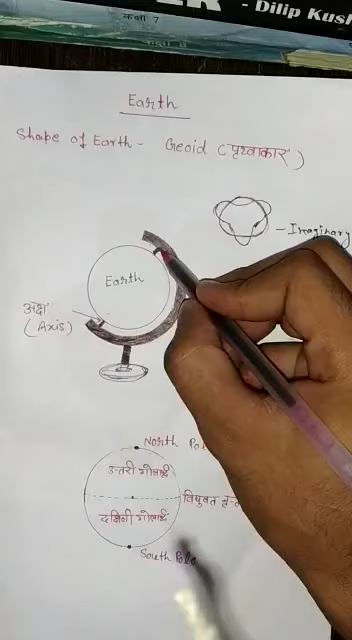 - Dilip Kush
कक्षा 7
Earth
Shape of Earth - Geoid (पृथ्वाकार)
- Imaginary
Earth
अक्ष
(Axis)
North Pol
उत्तरी गोलार्द्ध
विषुवत
दक्षिणी गोलार्द्ध
South Pole